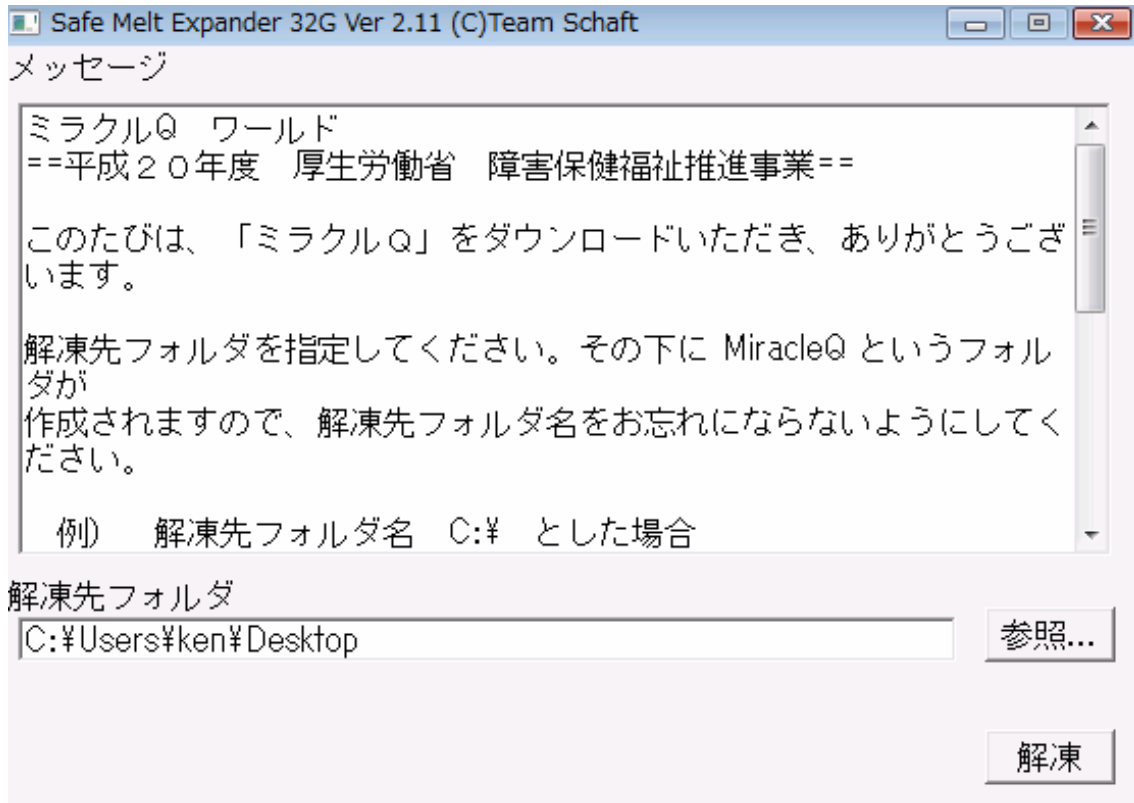 Safe Melt Expander 32G Ver 2.11 (C)Team Schaft
メッセージ
ミラクルQ　ワールド
==平成２０年度　厚生労働省　障害保健福祉推進事業==
このたびは、「ミラクルＱ」をダウンロードいただき、ありがとうござ
います。
解凍先フォルダを指定してください。その下に MiracleQ というフォル
ダが
作成されますので、解凍先フォルダ名をお忘れにならないようにしてく
ださい。
例)　解凍先フォルダ名　C:¥　とした場合
解凍先フォルダ
C:¥Users¥ken¥Desktop
参照...
解凍